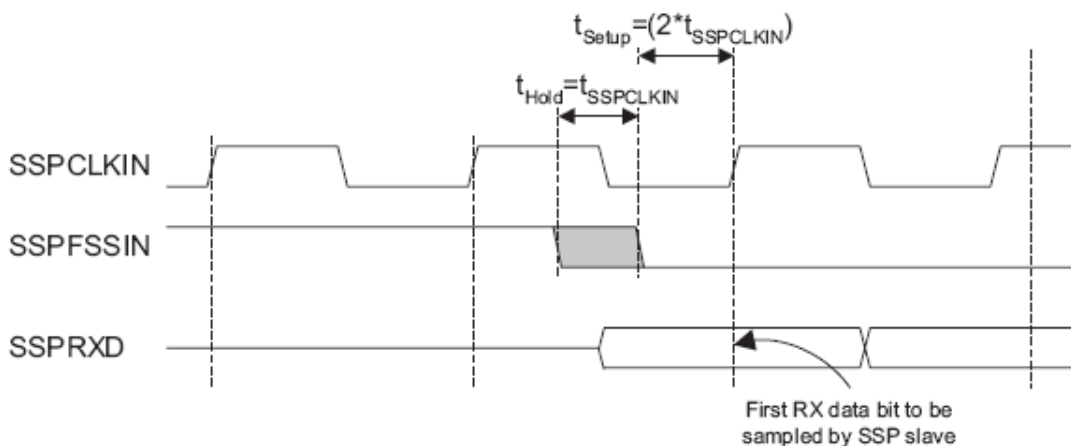 tSetup=(2*tSSPCLKIN)
tHold=tSSPCLKIN
SSPCLKIN
SSPFSSIN
SSPRXD
First RX data bit to be
sampled by SSP slave